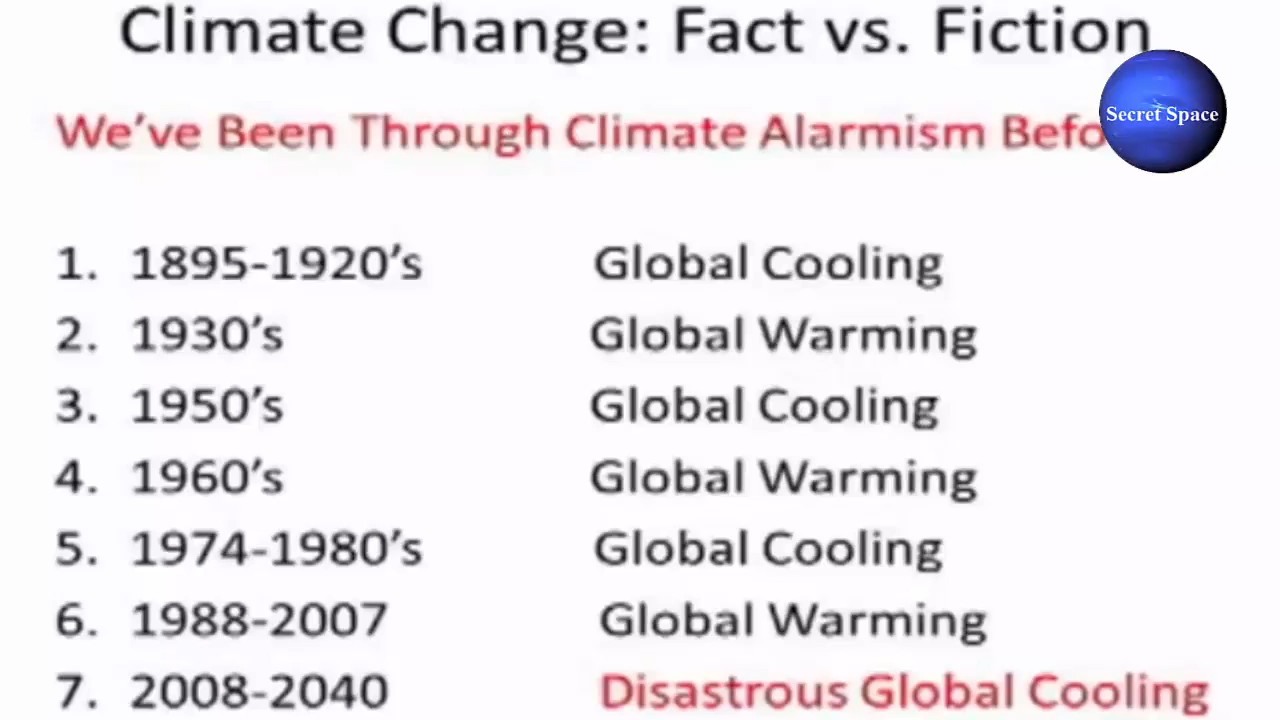 Climate Change: Fact vs. Fiction
We've Been Through Climate Alarmism Befo
Secret Space
1. 1895-1920's Global Cooling
2. 1930's Global Warming
3. 1950's Global Cooling
4. 1960's Global Warming
5. 1974-1980's Global Cooling
6. 1988-2007 Global Warming
7. 2008-2040 Disastrous Global Cooling